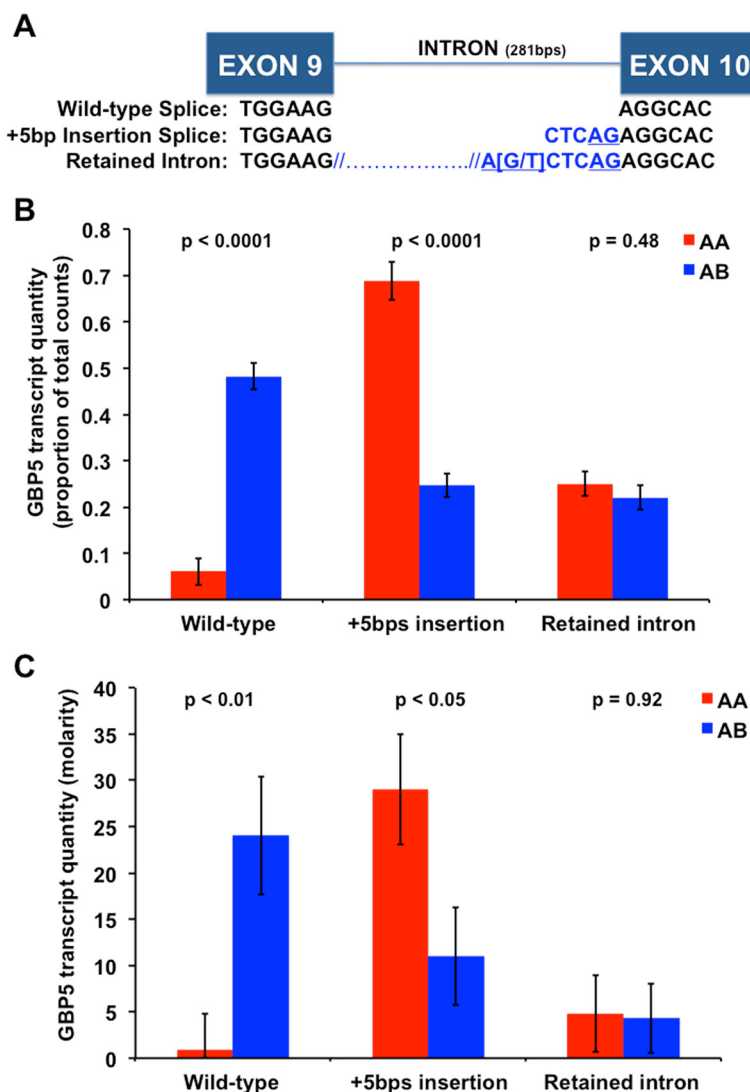 A
INTRON (281bps)
EXON 9
EXON 10
Wild-type Splice: TGGAAG AGGCAC
+5bp Insertion Splice: TGGAAG CTCAGAGGCAC
Retained Intron: TGGAAG//………….…..//A[G/T]CTCAGAGGCAC
B
GBP5 transcript quantity
(proportion of total counts)
0.8
0.7
0.6
0.5
0.4
0.3
0.2
0.1
0
p < 0.0001
p < 0.0001
p = 0.48
AA
AB
Wild-type
+5bps insertion
Retained intron
C
GBP5 transcript quantity (molarity)
40
35
30
25
20
15
10
5
0
p < 0.01
p < 0.05
p = 0.92
AA
AB
Wild-type
+5bps insertion
Retained intron